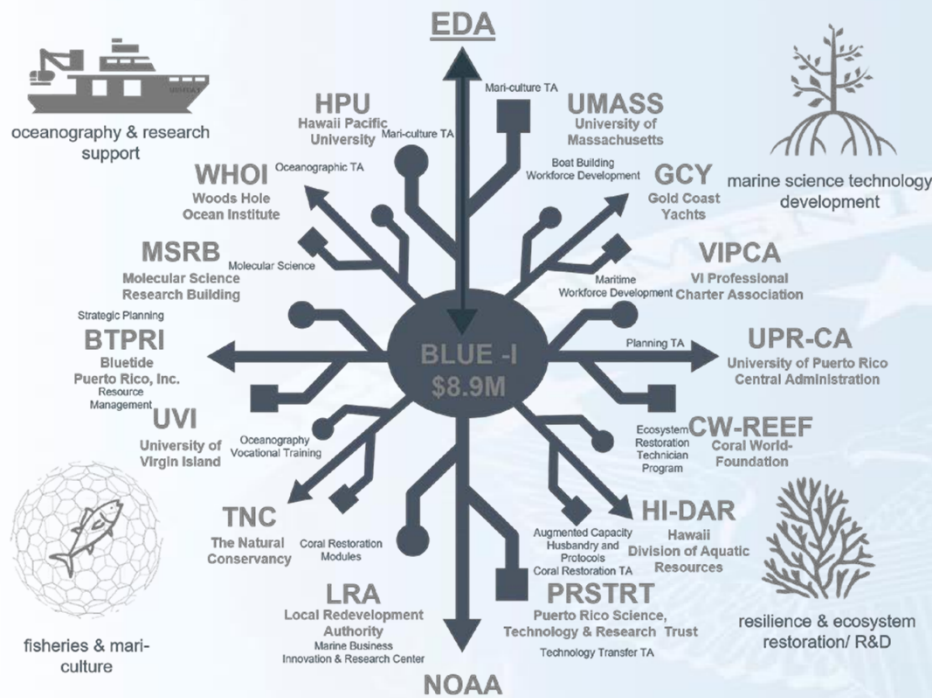 EDA
oceanography & research
support
HPU
Hawaii Pacific
University
Mari-culture TA
Mari-culture TA
UMASS
University of
Massachusetts
marine science technology
development
WHOI
Woods Hole
Ocean Institute
Oceanographic TA
Boat Building
Workforce Development
GCY
Gold Coast
Yachts
MSRB
Molecular Science
Research Building
Molecular Science
Maritime
Workforce Development
VIPCA
VI Professional
Charter Association
Strategic Planning
BTPRI
Bluetide
Puerto Rico, Inc.
Resource
Management
BLUE -I
$8.9M
Planning TA
UPR-CA
University of Puerto Rico
Central Administration
UVI
University of
Virgin Island
Oceanography
Vocational Training
Ecosystem
Restoration
Technician
Program
CW-REEF
Coral World-
Foundation
TNC
The Natural
Conservancy
Coral Restoration
Modules
Augmented Capacity
Husbandry and
Protocols
Coral Restoration TA
HI-DAR
Hawaii
Division of Aquatic
Resources
LRA
Local Redevelopment
Authority
Marine Business
Innovation & Research Center
PRSTRT
Puerto Rico Science,
Technology & Research Trust
Technology Transfer TA
fisheries & mari-
culture
resilience & ecosystem
restoration/ R&D
NOAA